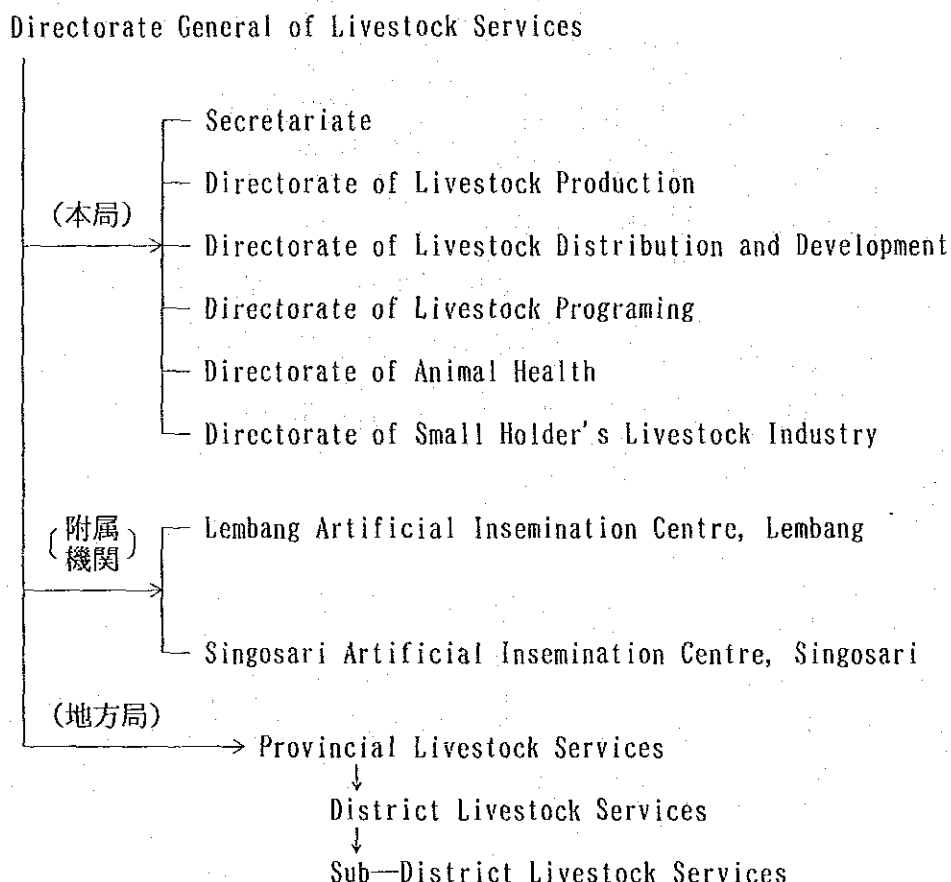 Directorate General of Livestock Services
Secretariate
Directorate of Livestock Production
(本局)
Directorate of Livestock Distribution and Development
Directorate of Livestock Programing
Directorate of Animal Health
Directorate of Small Holder's Livestock Industry
(附属機関)
Lembang Artificial Insemination Centre, Lembang
Singosari Artificial Insemination Centre, Singosari
(地方局)
Provincial Livestock Services
District Livestock Services
Sub—District Livestock Services